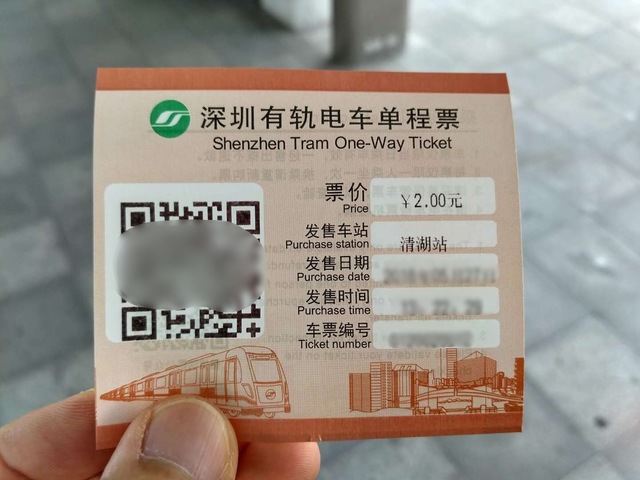 深圳有轨电车单程票
Shenzhen Tram One-Way Ticket
票价
Price
￥2.00元
发售车站
Purchase station
清湖站
发售日期
Purchase date
发售时间
Purchase time
车票编号
Ticket number